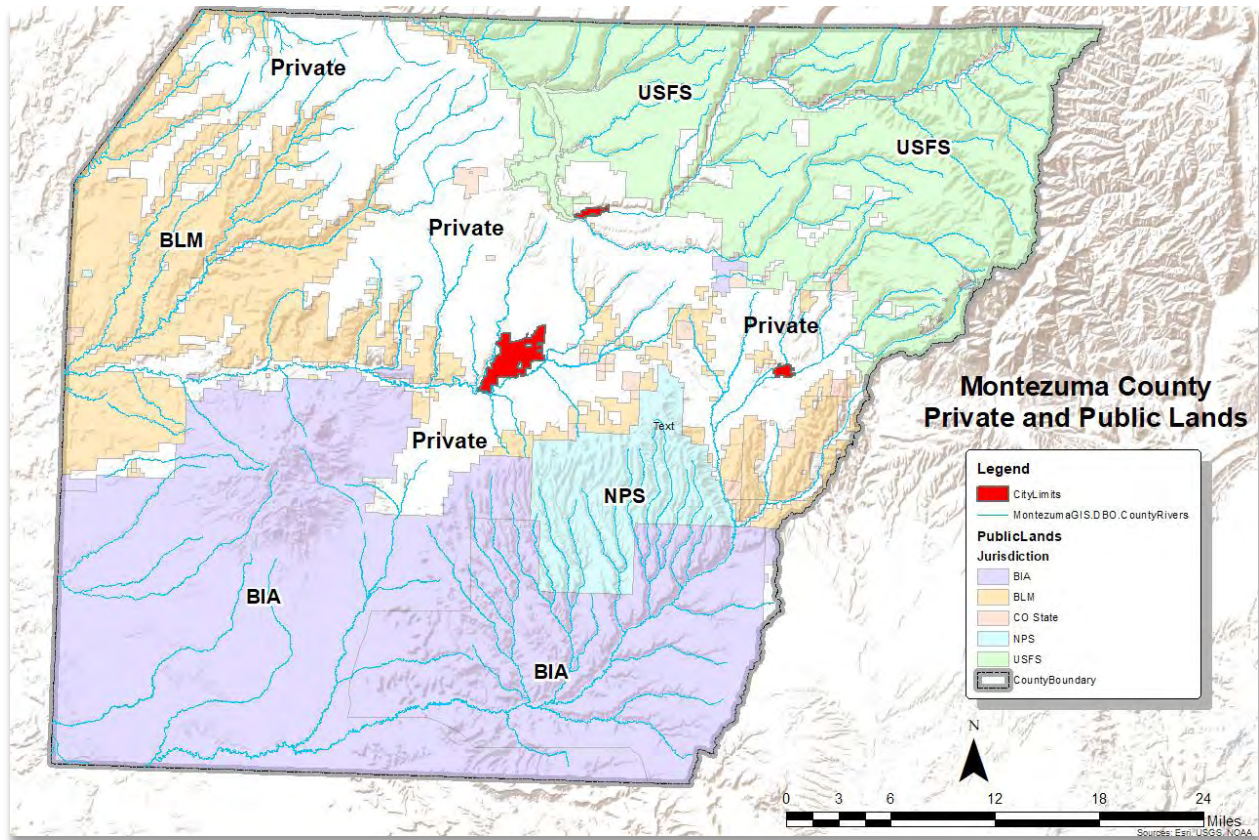 Private
USFS
USFS
Private
BLM
Private
Private
Text
NPS
BIA
BIA
Montezuma County
Private and Public Lands
Legend
CityLimits
MontezumaGIS.DBO.CountyRivers
PublicLands
Jurisdiction
BIA
BLM
CO State
NPS
USFS
CountyBoundary
N
0 3 6 12 18 24
Miles
Sources: Esri, USGS, NOAA